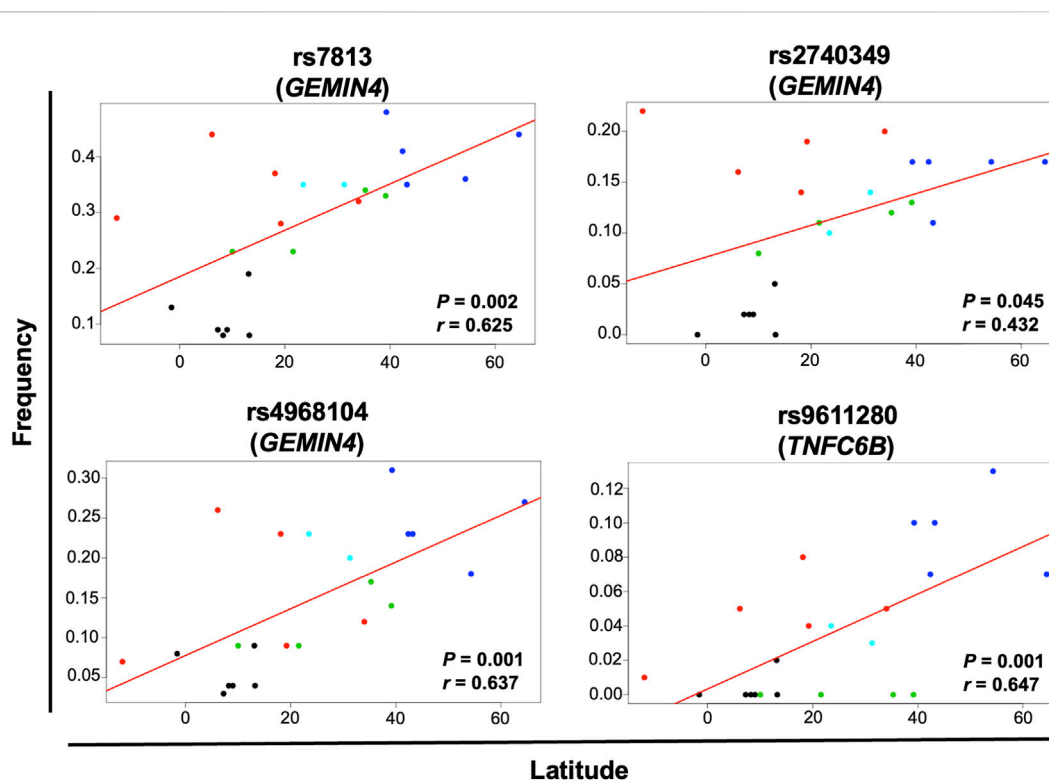 rs7813
(GEMIN4)
0.4
0.3
0.2
0.1
P = 0.002
r = 0.625
0 20 40 60
rs2740349
(GEMIN4)
0.20
0.15
0.10
0.05
0.0
P = 0.045
r = 0.432
0 20 40 60
Frequency
rs4968104
(GEMIN4)
0.30
0.25
0.20
0.15
0.10
0.05
P = 0.001
r = 0.637
0 20 40 60
rs9611280
(TNFC6B)
0.12
0.10
0.08
0.06
0.04
0.02
0.00
P = 0.001
r = 0.647
0 20 40 60
Latitude